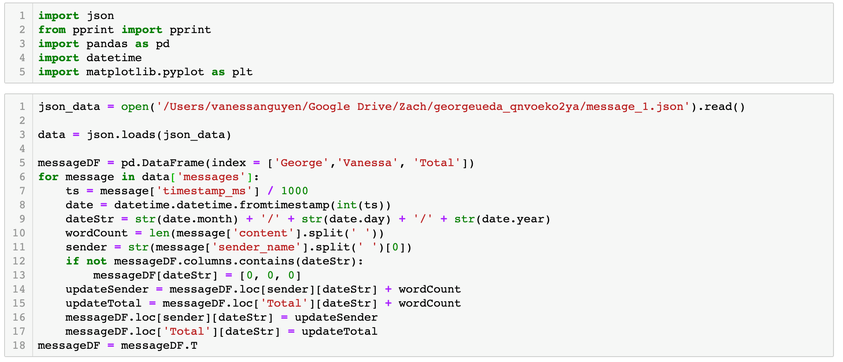 1 import json
2 from pprint import pprint
3 import pandas as pd
4 import datetime
5 import matplotlib.pyplot as plt
1 json_data = open('/Users/vanessanguyen/Google Drive/Zach/georgeueda_qnvoeko2ya/message_1.json').read()
2
3 data = json.loads(json_data)
4
5 messageDF = pd.DataFrame(index = ['George','Vanessa', 'Total'])
6 for message in data['messages']:
7     ts = message['timestamp_ms'] / 1000
8     date = datetime.datetime.fromtimestamp(int(ts))
9     dateStr = str(date.month) + '/' + str(date.day) + '/' + str(date.year)
10     wordCount = len(message['content'].split(' '))
11     sender = str(message['sender_name'].split(' ')[0])
12     if not messageDF.columns.contains(dateStr):
13         messageDF[dateStr] = [0, 0, 0]
14     updateSender = messageDF.loc[sender][dateStr] + wordCount
15     updateTotal = messageDF.loc['Total'][dateStr] + wordCount
16     messageDF.loc[sender][dateStr] = updateSender
17     messageDF.loc['Total'][dateStr] = updateTotal
18 messageDF = messageDF.T